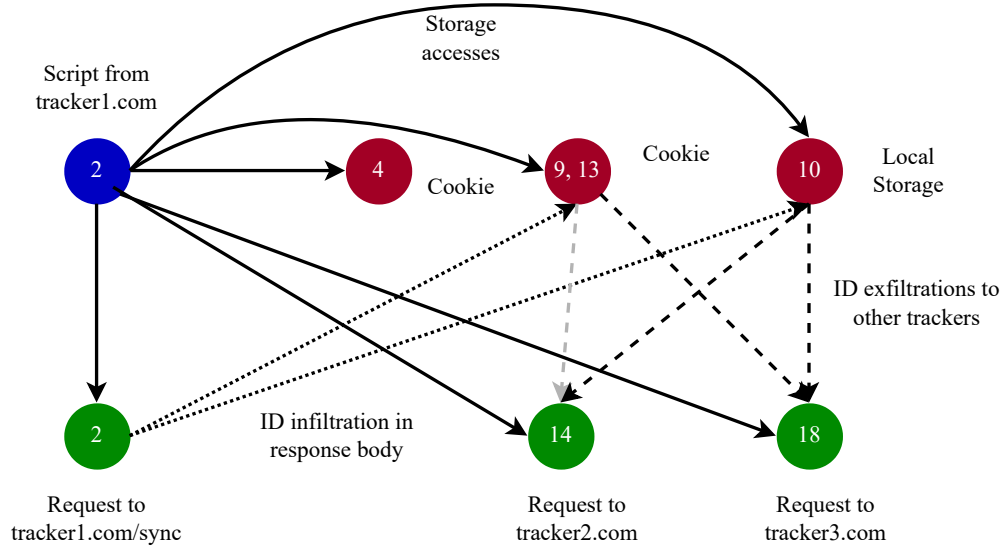 Storage
accesses
Script from
tracker1.com
2
4
9, 13
10
Cookie
Cookie
Local
Storage
ID exfiltrations to
other trackers
ID infiltration in
response body
2
14
18
Request to
tracker1.com/sync
Request to
tracker2.com
Request to
tracker3.com